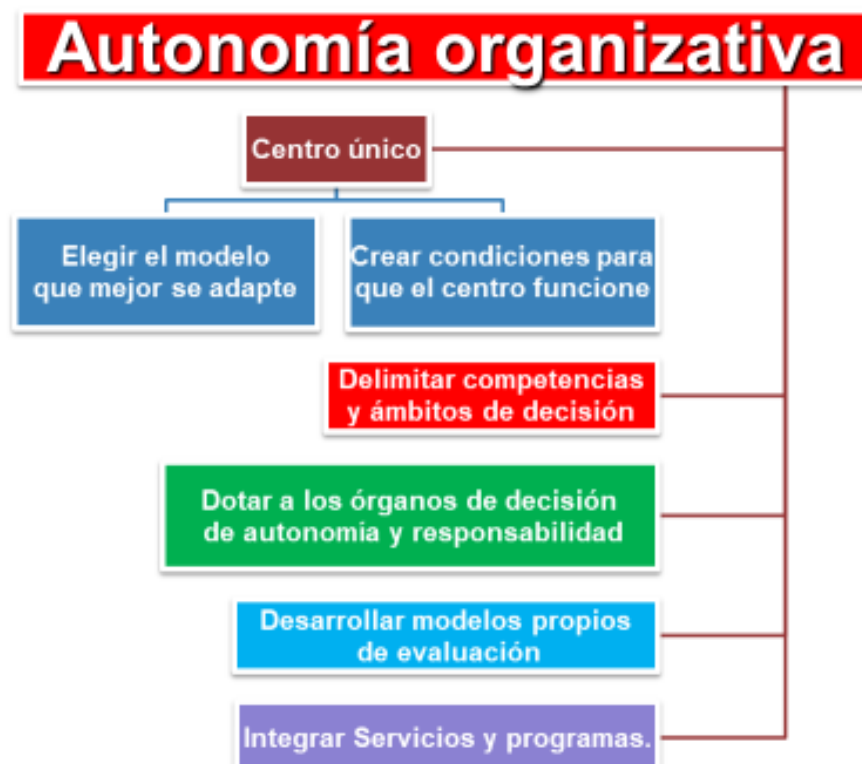 Autonomía organizativa
Centro único
Elegir el modelo
que mejor se adapte
Crear condiciones para
que el centro funcione
Delimitar competencias
y ámbitos de decisión
Dotar a los órganos de decisión
de autonomia y responsabilidad
Desarrollar modelos propios
de evaluación
Integrar Servicios y programas.